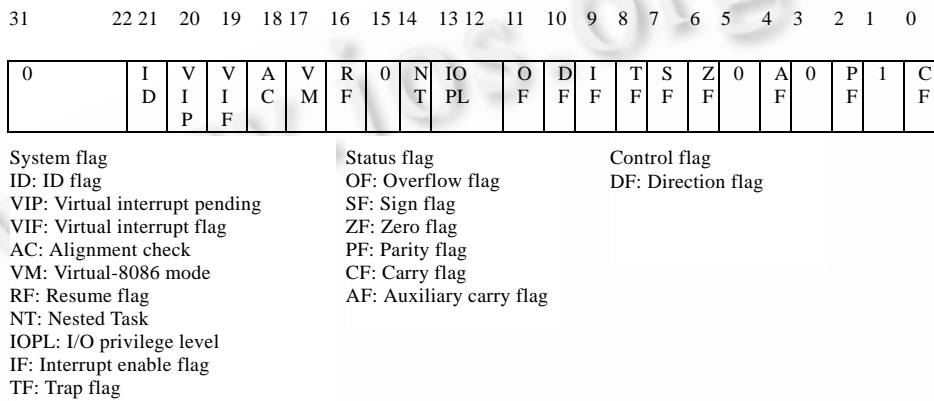 31 22 21 20 19 18 17 16 15 14 13 12 11 10 9 8 7 6 5 4 3 2 1 0
0 I V V A V R 0 N IO O D I T S Z 0 A 0 P 1 C
D I I C M F T PL F F F F F F F F F
P F
System flag
ID: ID flag
VIP: Virtual interrupt pending
VIF: Virtual interrupt flag
AC: Alignment check
VM: Virtual-8086 mode
RF: Resume flag
NT: Nested Task
IOPL: I/O privilege level
IF: Interrupt enable flag
TF: Trap flag
Status flag
OF: Overflow flag
SF: Sign flag
ZF: Zero flag
PF: Parity flag
CF: Carry flag
AF: Auxiliary carry flag
Control flag
DF: Direction flag